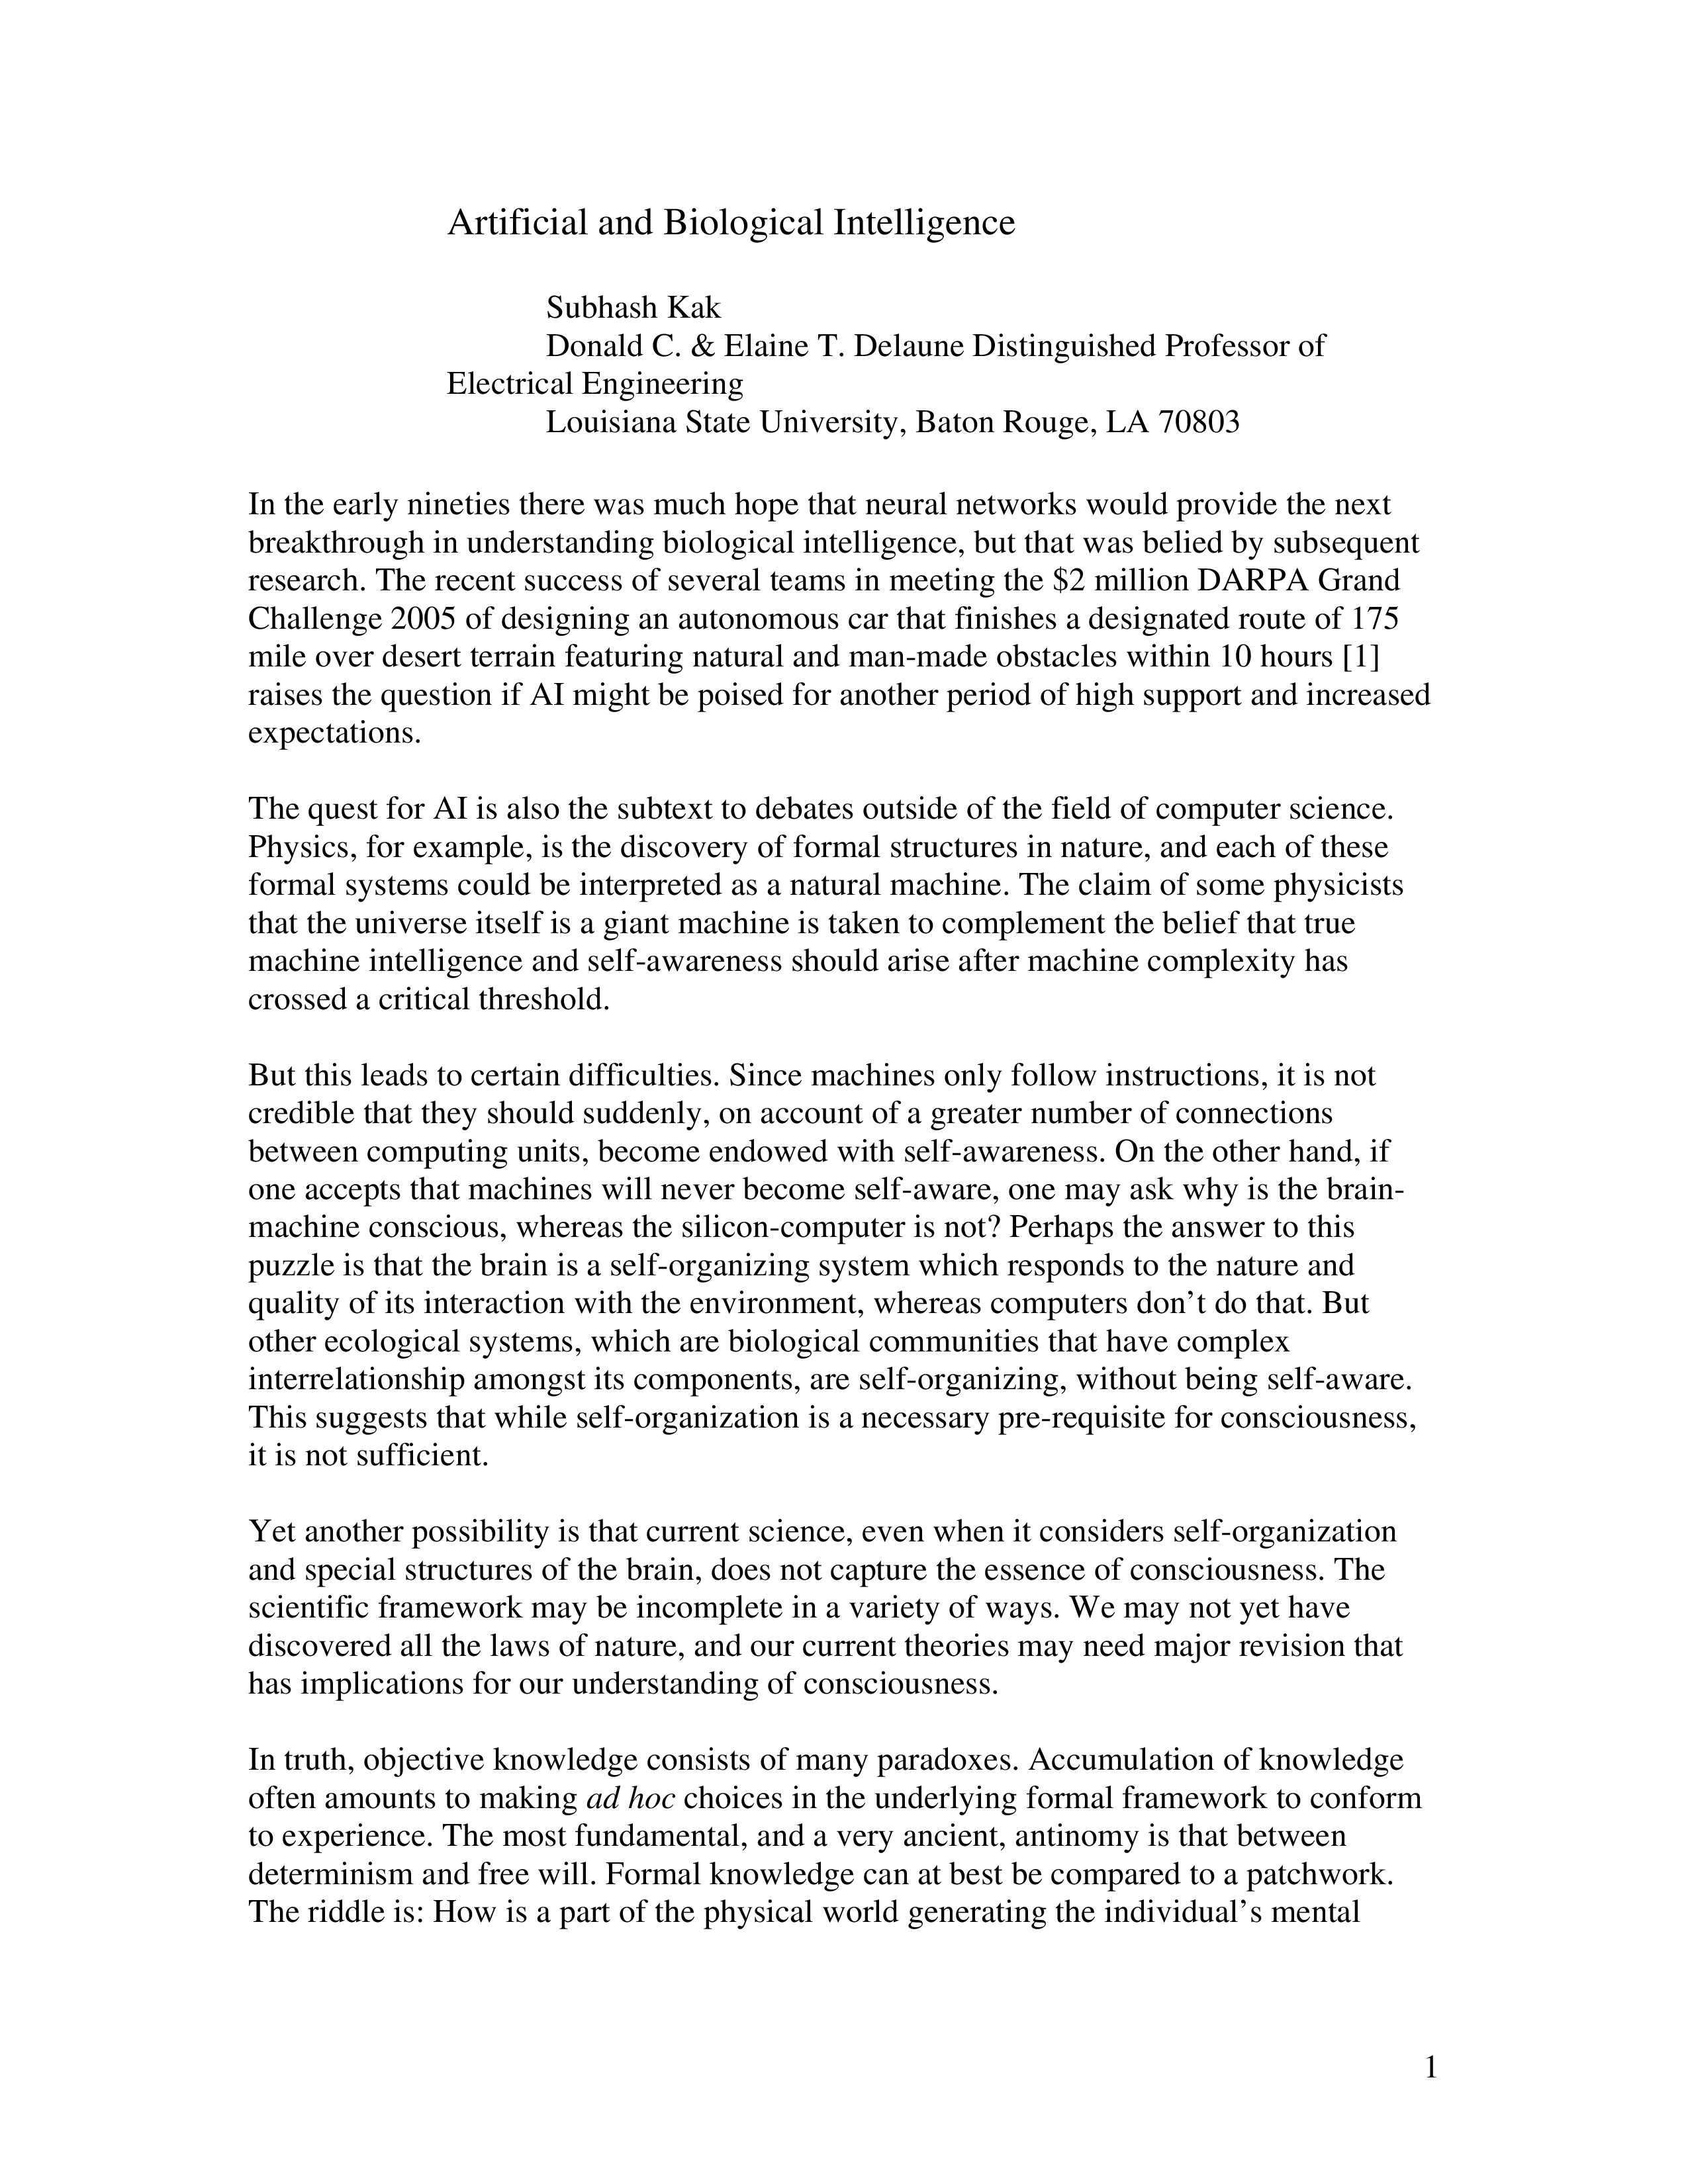 Artificial and Biological Intelligence
Subhash Kak
Donald C. & Elaine T. Delaune Distinguished Professor of
Electrical Engineering
Louisiana State University, Baton Rouge, LA 70803
In the early nineties there was much hope that neural networks would provide the next
breakthrough in understanding biological intelligence, but that was belied by subsequent
research. The recent success of several teams in meeting the $2 million DARPA Grand
Challenge 2005 of designing an autonomous car that finishes a designated route of 175
mile over desert terrain featuring natural and man-made obstacles within 10 hours [1]
raises the question if AI might be poised for another period of high support and increased
expectations.
The quest for AI is also the subtext to debates outside of the field of computer science.
Physics, for example, is the discovery of formal structures in nature, and each of these
formal systems could be interpreted as a natural machine. The claim of some physicists
that the universe itself is a giant machine is taken to complement the belief that true
machine intelligence and self-awareness should arise after machine complexity has
crossed a critical threshold.
But this leads to certain difficulties. Since machines only follow instructions, it is not
credible that they should suddenly, on account of a greater number of connections
between computing units, become endowed with self-awareness. On the other hand, if
one accepts that machines will never become self-aware, one may ask why is the brain-
machine conscious, whereas the silicon-computer is not? Perhaps the answer to this
puzzle is that the brain is a self-organizing system which responds to the nature and
quality of its interaction with the environment, whereas computers don’t do that. But
other ecological systems, which are biological communities that have complex
interrelationship amongst its components, are self-organizing, without being self-aware.
This suggests that while self-organization is a necessary pre-requisite for consciousness,
it is not sufficient.
Yet another possibility is that current science, even when it considers self-organization
and special structures of the brain, does not capture the essence of consciousness. The
scientific framework may be incomplete in a variety of ways. We may not yet have
discovered all the laws of nature, and our current theories may need major revision that
has implications for our understanding of consciousness.
In truth, objective knowledge consists of many paradoxes. Accumulation of knowledge
often amounts to making ad hoc choices in the underlying formal framework to conform
to experience. The most fundamental, and a very ancient, antinomy is that between
determinism and free will. Formal knowledge can at best be compared to a patchwork.
The riddle is: How is a part of the physical world generating the individual’s mental
1